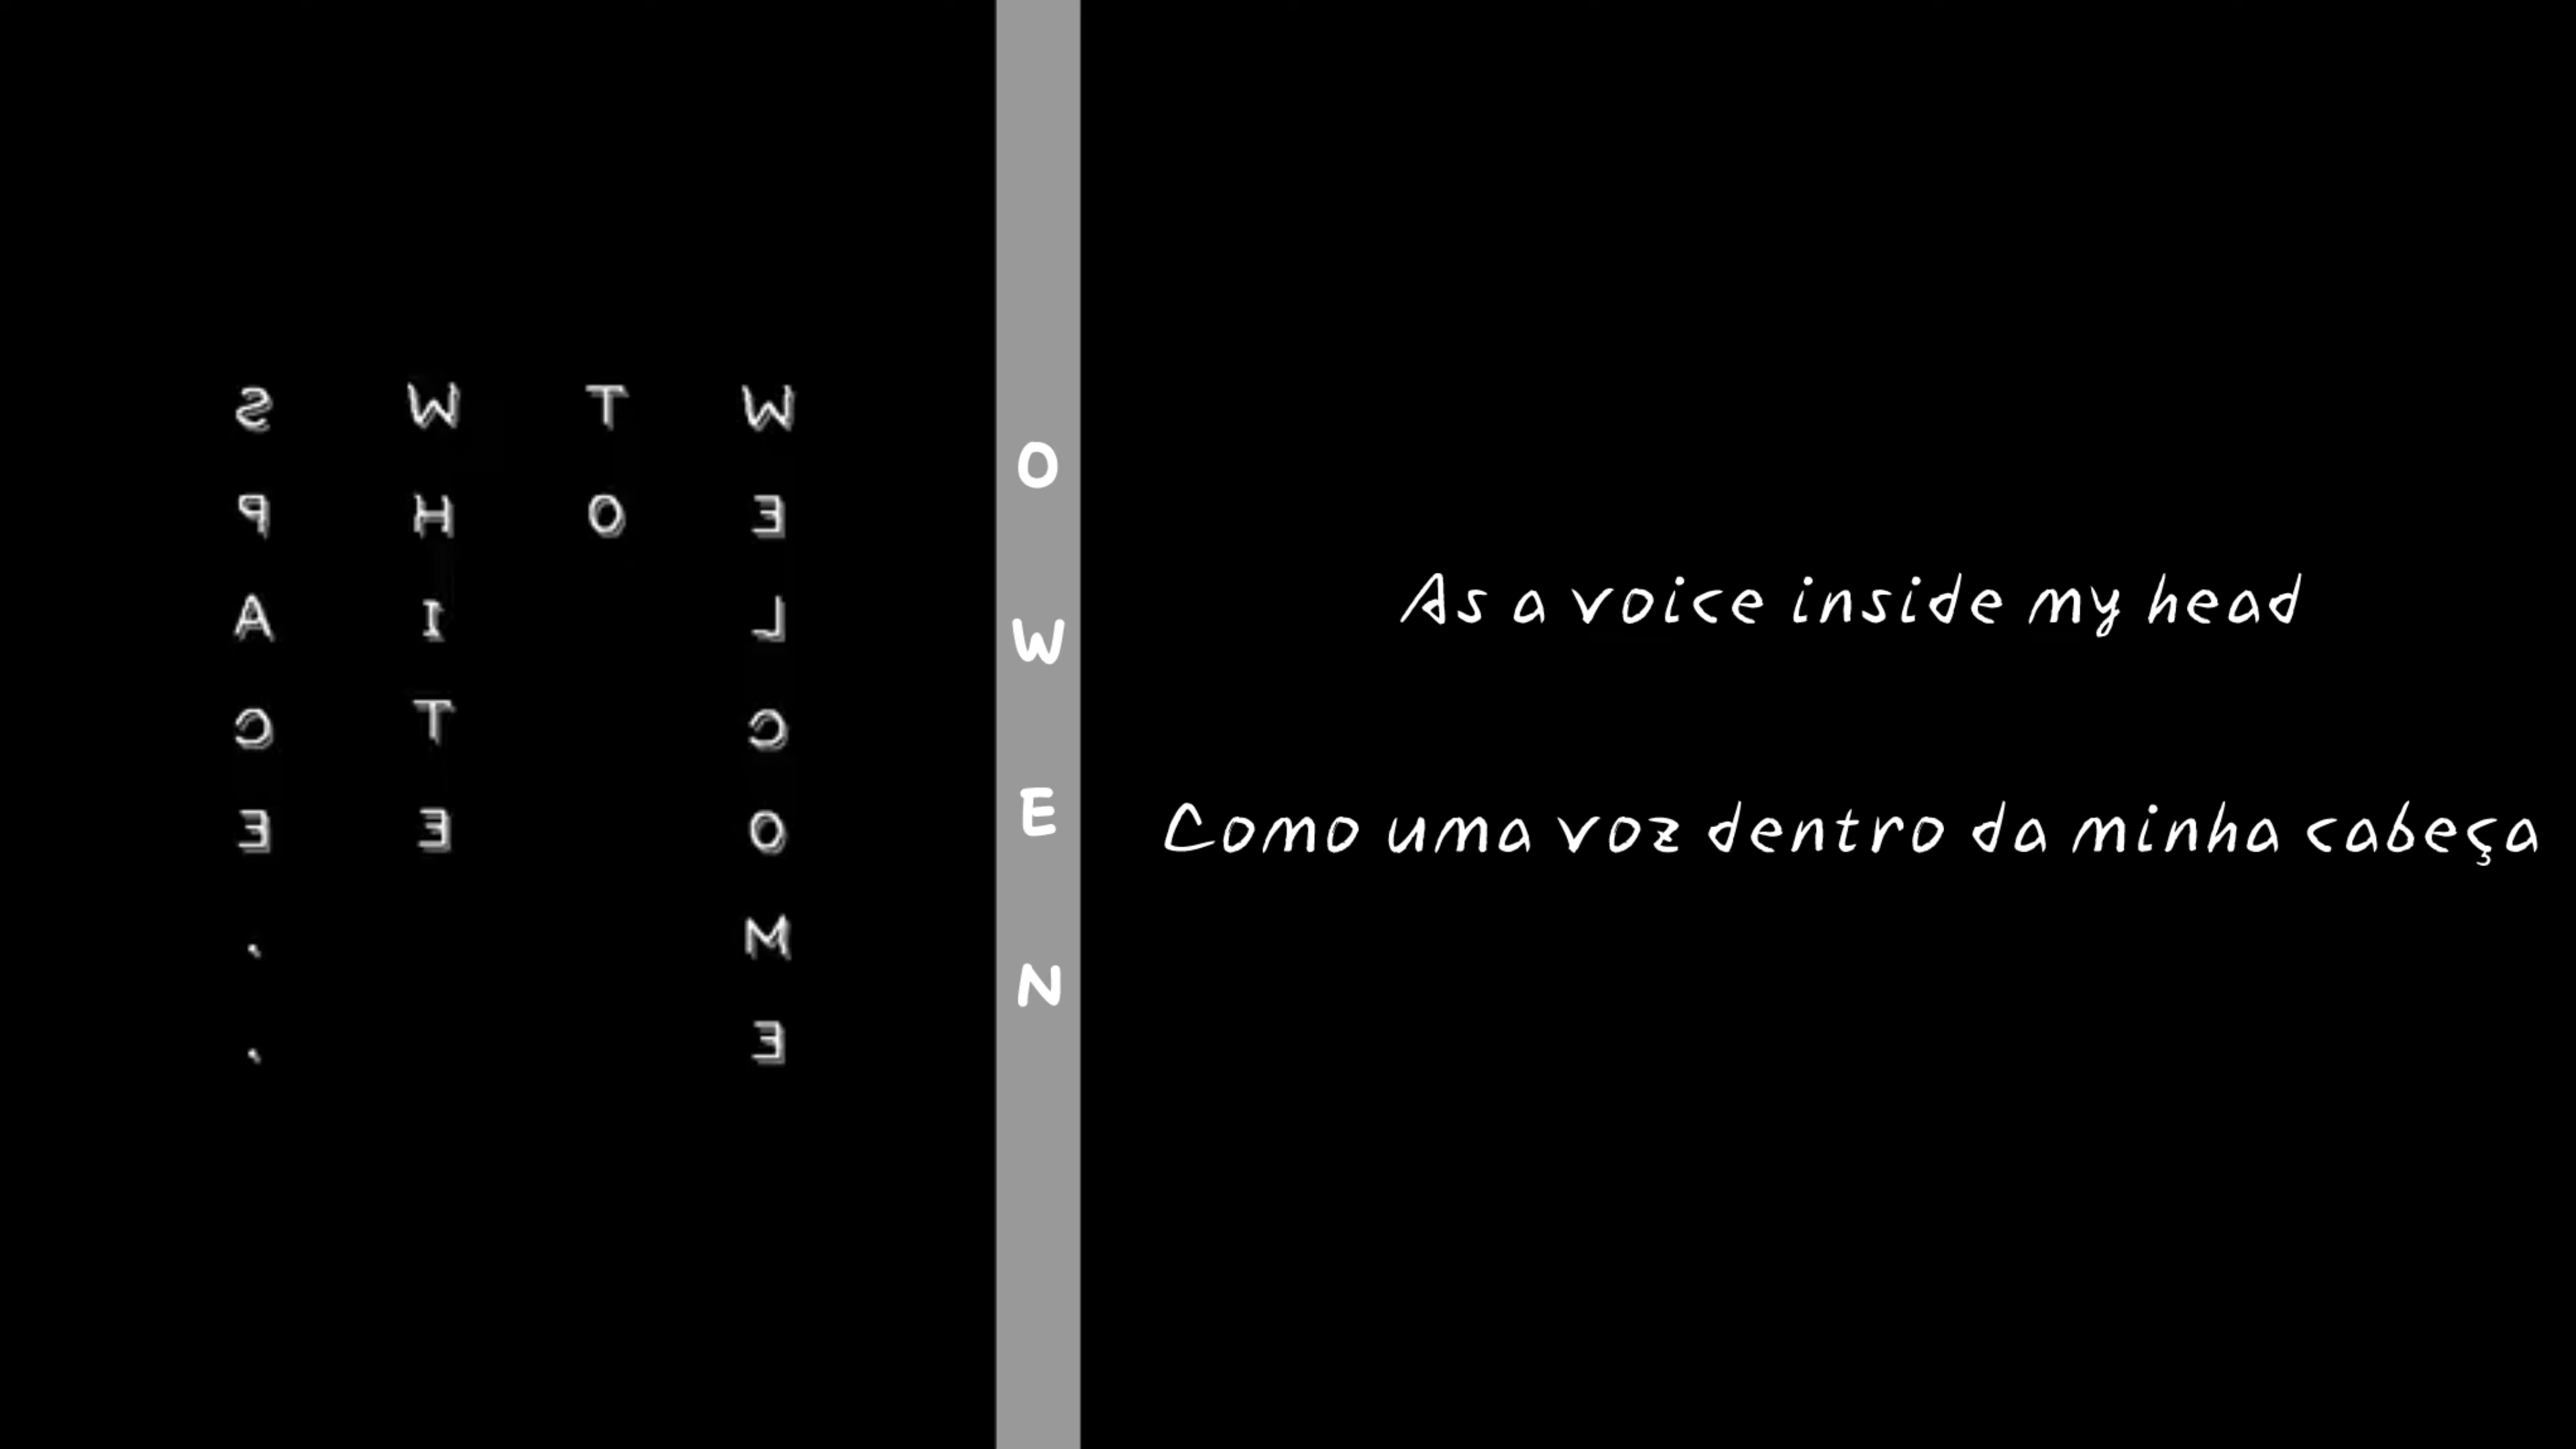 WELCOME
TO
WHITE
SPACE..
OWEN
As a voice inside my head
Como uma voz dentro da minha cabeça